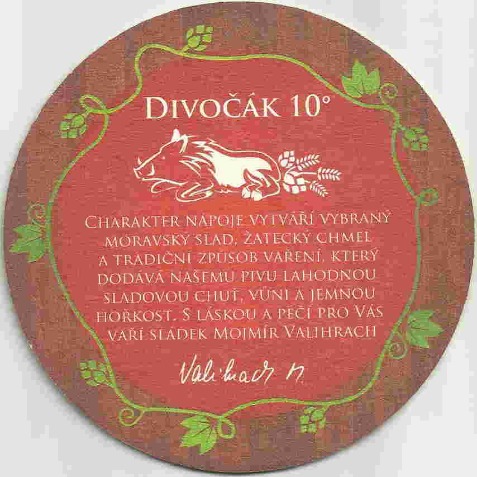 DIVOČÁK 10°
CHARAKTER NÁPOJE VYTVÁŘÍ VYBRANÝ
MORAVSKÝ SLAD, ŽATECKÝ CHMEL
A TRADIČNÍ ZPŮSOB VAŘENÍ, KTERÝ
DODÁVÁ NAŠEMU PIVU LAHODNOU
SLADOVOU CHUŤ, VŮNI A JEMNOU
HOŘKOST. S LÁSKOU A PÉČÍ PRO VÁS
VAŘÍ SLÁDEK MOJMÍR VALIHRACH
Valihrach M